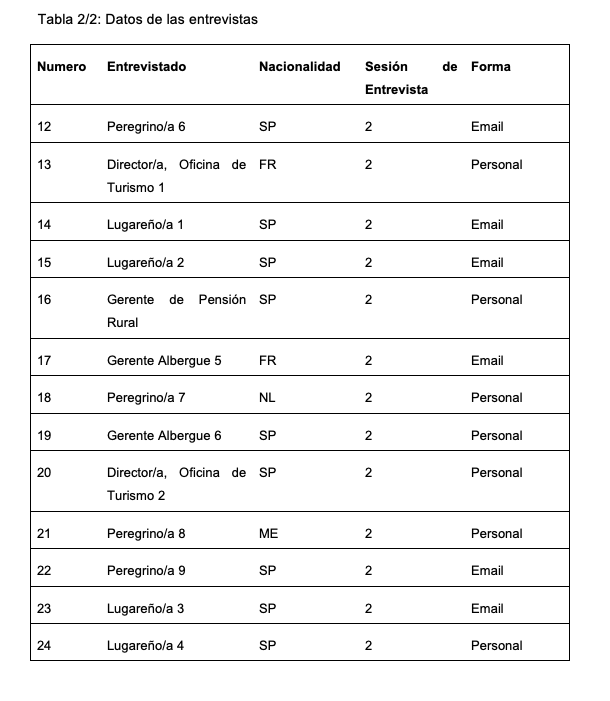 Tabla 2/2: Datos de las entrevistas
Numero Entrevistado Nacionalidad Sesión de Forma
Entrevista
12 Peregrino/a 6 SP 2 Email
13 Director/a, Oficina de FR 2 Personal
Turismo 1
14 Lugareño/a 1 SP 2 Email
15 Lugareño/a 2 SP 2 Email
16 Gerente de Pensión SP 2 Personal
Rural
17 Gerente Albergue 5 FR 2 Email
18 Peregrino/a 7 NL 2 Personal
19 Gerente Albergue 6 SP 2 Personal
20 Director/a, Oficina de SP 2 Personal
Turismo 2
21 Peregrino/a 8 ME 2 Personal
22 Peregrino/a 9 SP 2 Email
23 Lugareño/a 3 SP 2 Email
24 Lugareño/a 4 SP 2 Personal